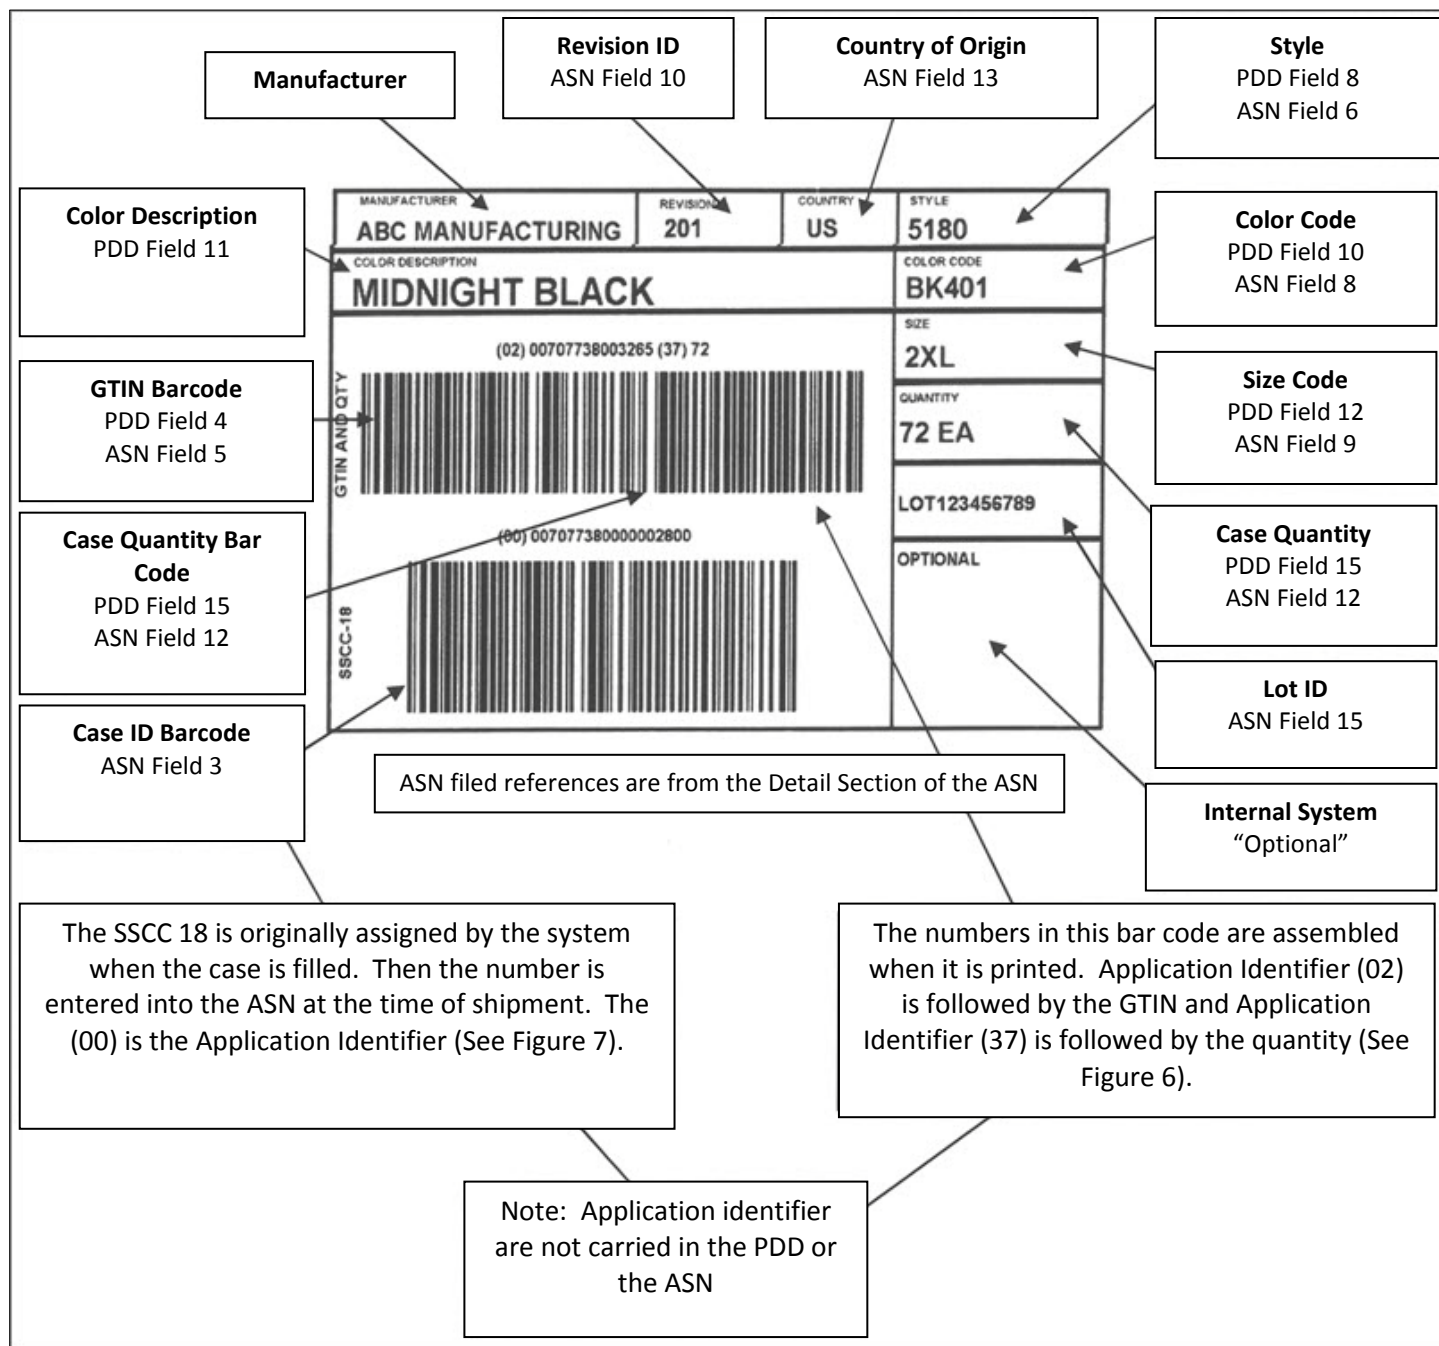 Manufacturer
Revision ID
ASN Field 10
Country of Origin
ASN Field 13
Style
PDD Field 8
ASN Field 6
Color Description
PDD Field 11
GTIN Barcode
PDD Field 4
ASN Field 5
Case Quantity Bar
Code
PDD Field 15
ASN Field 12
Case ID Barcode
ASN Field 3
MANUFACTURER
ABC MANUFACTURING
REVISION
201
COUNTRY
US
STYLE
5180
COLOR DESCRIPTION
MIDNIGHT BLACK
COLOR CODE
BK401
SIZE
2XL
QUANTITY
72 EA
LOT123456789
OPTIONAL
GTIN AND QTY
(02) 00707738003265 (37) 72
SSCC-18
(00) 007077380000002800
Color Code
PDD Field 10
ASN Field 8
Size Code
PDD Field 12
ASN Field 9
Case Quantity
PDD Field 15
ASN Field 12
Lot ID
ASN Field 15
Internal System
“Optional”
ASN filed references are from the Detail Section of the ASN
The SSCC 18 is originally assigned by the system
when the case is filled.  Then the number is
entered into the ASN at the time of shipment.  The
(00) is the Application Identifier (See Figure 7).
The numbers in this bar code are assembled
when it is printed.  Application Identifier (02)
is followed by the GTIN and Application
Identifier (37) is followed by the quantity (See
Figure 6).
Note:  Application identifier
are not carried in the PDD or
the ASN